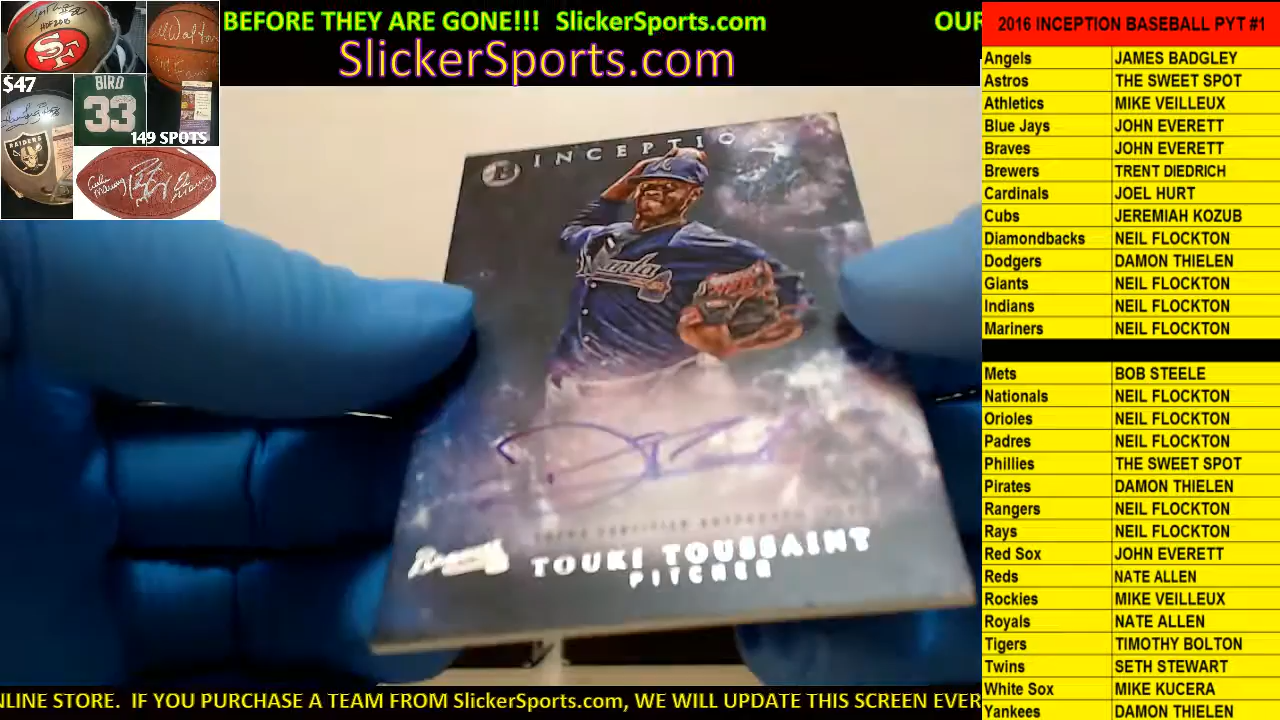 BEFORE THEY ARE GONE!!! SlickerSports.com
OUR
SlickerSports.com
$47
BIRD
33
149 SPOTS
RAIDERS
SF
INCEPTIO
Braves
TOUKI TOUSSAINT
PITCHER
2016 INCEPTION BASEBALL PYT #1
Angels JAMES BADGLEY
Astros THE SWEET SPOT
Athletics MIKE VEILLEUX
Blue Jays JOHN EVERETT
Braves JOHN EVERETT
Brewers TRENT DIEDRICH
Cardinals JOEL HURT
Cubs JEREMIAH KOZUB
Diamondbacks NEIL FLOCKTON
Dodgers DAMON THIELEN
Giants NEIL FLOCKTON
Indians NEIL FLOCKTON
Mariners NEIL FLOCKTON
Mets BOB STEELE
Nationals NEIL FLOCKTON
Orioles NEIL FLOCKTON
Padres NEIL FLOCKTON
Phillies THE SWEET SPOT
Pirates DAMON THIELEN
Rangers NEIL FLOCKTON
Rays NEIL FLOCKTON
Red Sox JOHN EVERETT
Reds NATE ALLEN
Rockies MIKE VEILLEUX
Royals NATE ALLEN
Tigers TIMOTHY BOLTON
Twins SETH STEWART
White Sox MIKE KUCERA
Yankees DAMON THIELEN
NLINE STORE. IF YOU PURCHASE A TEAM FROM SlickerSports.com, WE WILL UPDATE THIS SCREEN EVER